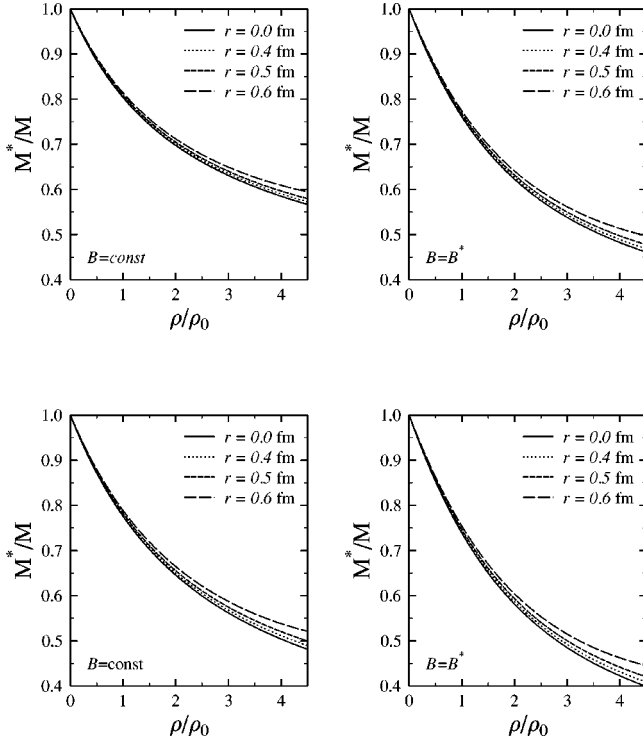 1.0
0.9
0.8
0.7
0.6
0.5
0.4
M*/M
r = 0.0 fm
r = 0.4 fm
r = 0.5 fm
r = 0.6 fm
B=const
0 1 2 3 4
ρ/ρ₀
1.0
0.9
0.8
0.7
0.6
0.5
0.4
M*/M
r = 0.0 fm
r = 0.4 fm
r = 0.5 fm
r = 0.6 fm
B=B*
0 1 2 3 4
ρ/ρ₀
1.0
0.9
0.8
0.7
0.6
0.5
0.4
M*/M
r = 0.0 fm
r = 0.4 fm
r = 0.5 fm
r = 0.6 fm
B=const
0 1 2 3 4
ρ/ρ₀
1.0
0.9
0.8
0.7
0.6
0.5
0.4
M*/M
r = 0.0 fm
r = 0.4 fm
r = 0.5 fm
r = 0.6 fm
B=B*
0 1 2 3 4
ρ/ρ₀